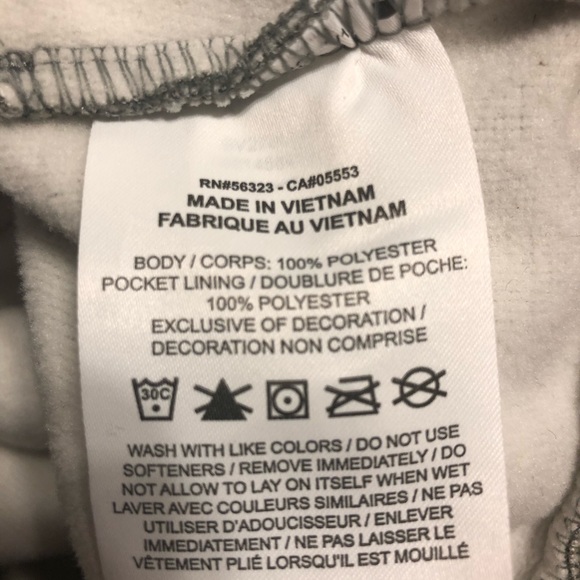 RN#56323 - CA#05553
MADE IN VIETNAM
FABRIQUE AU VIETNAM
BODY / CORPS: 100% POLYESTER
POCKET LINING / DOUBLURE DE POCHE:
100% POLYESTER
EXCLUSIVE OF DECORATION /
DECORATION NON COMPRISE
30C
WASH WITH LIKE COLORS / DO NOT USE
SOFTENERS / REMOVE IMMEDIATELY / DO
NOT ALLOW TO LAY ON ITSELF WHEN WET
LAVER AVEC COULEURS SIMILAIRES / NE PAS
UTILISER D'ADOUCISSEUR / ENLEVER
IMMEDIATEMENT / NE PAS LAISSER LE
VÊTEMENT PLIÉ LORSQU'IL EST MOUILLÉ